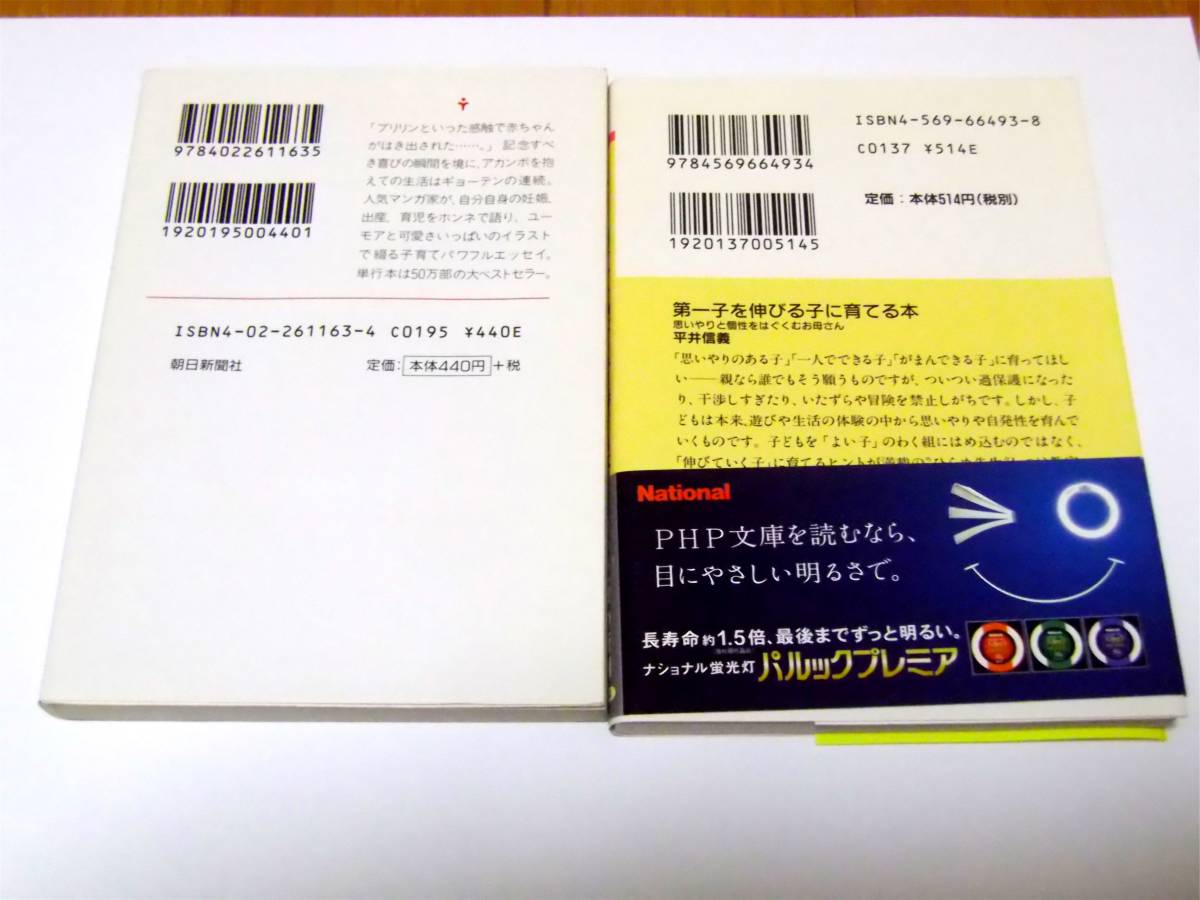 9784022611635
1920195004401
「プリリンといった感触で赤ちゃん
がはき出された……。」記念すべ
き喜びの瞬間を境に、アカンボを抱
えての生活はギョーテンの連続。
人気マンガ家が、自分自身の妊娠、
出産、育児をホンネで語り、ユー
モアと可愛さいっぱいのイラスト
で綴る子育てパワフルエッセイ。
単行本は50万部の大ベストセラー。
ISBN4-02-261163-4 C0195 ¥440E
朝日新聞社 定価:本体440円+税
9784569664934
1920137005145
ISBN4-569-66493-8
C0137 ¥514E
定価:本体514円(税別)
第一子を伸びる子に育てる本
思いやりと個性をはぐくむお母さん
平井信義
「思いやりのある子」「一人でできる子」「がまんできる子」に育ってほし
い――親なら誰でもそう願うものですが、ついつい過保護になった
り、干渉しすぎたり、いたずらや冒険を禁止しがちです。しかし、子
どもは本来、遊びや生活の体験の中から思いやりや自発性を育んで
いくものです。子どもを「よい子」のわく組にはめ込むのではなく、
「伸びていく子」に育てるヒントが満載の
National
PHP文庫を読むなら、
目にやさしい明るさで。
長寿命約1.5倍、最後までずっと明るい。
ナショナル蛍光灯 パルックプレミア